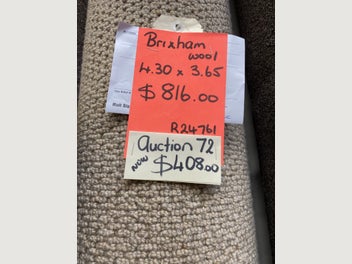 Brixham
wool
4.30 x 3.65
$816.00
R24761
Auction 72
NOW $408.00